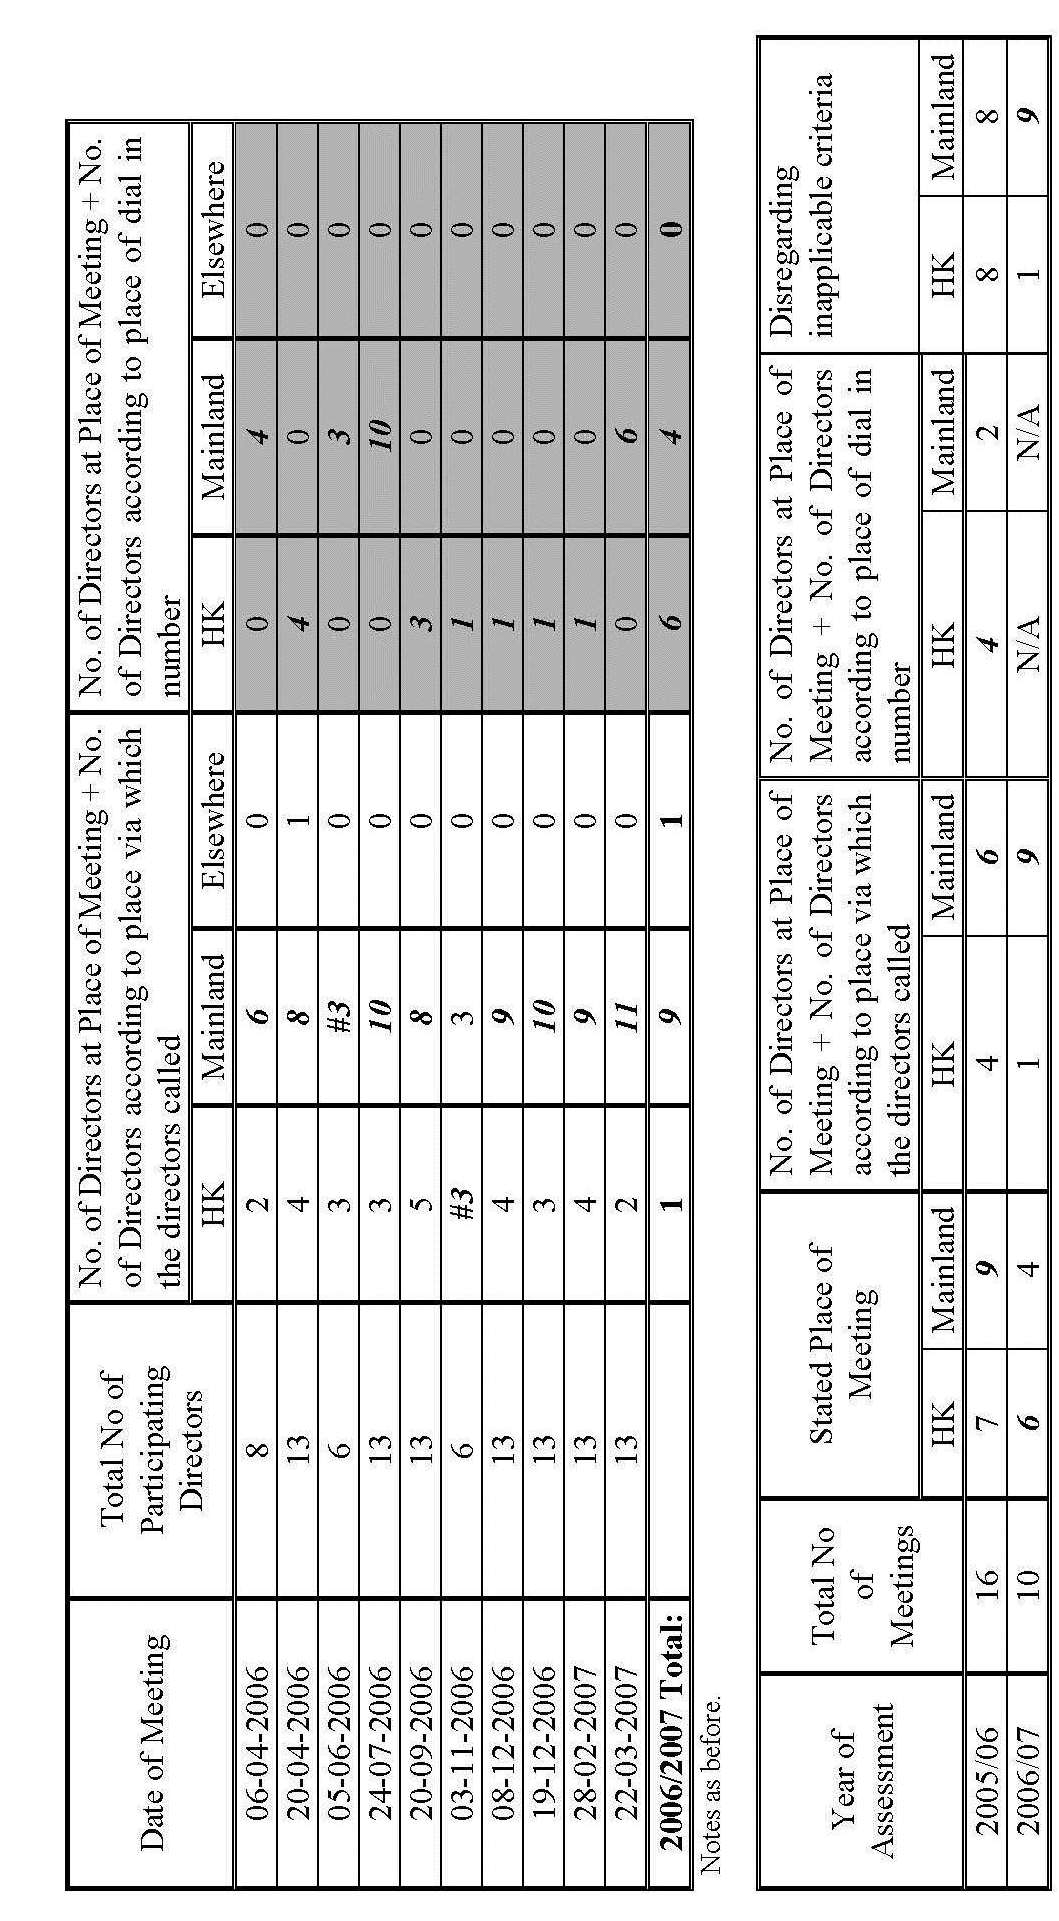 Date of Meeting | Total No of Participating Directors | No. of Directors at Place of Meeting + No. of Directors according to place via which the directors called | No. of Directors at Place of Meeting + No. of Directors according to place of dial in number
HK | Mainland | Elsewhere | HK | Mainland | Elsewhere
06-04-2006 | 8 | 2 | 6 | 0 | 0 | 4 | 0
20-04-2006 | 13 | 4 | 8 | 1 | 4 | 0 | 0
05-06-2006 | 6 | 3 | #3 | 0 | 0 | 3 | 0
24-07-2006 | 13 | 3 | 10 | 0 | 0 | 10 | 0
20-09-2006 | 13 | 5 | 8 | 0 | 3 | 0 | 0
03-11-2006 | 6 | #3 | 3 | 0 | 1 | 0 | 0
08-12-2006 | 13 | 4 | 9 | 0 | 1 | 0 | 0
19-12-2006 | 13 | 3 | 10 | 0 | 1 | 0 | 0
28-02-2007 | 13 | 4 | 9 | 0 | 1 | 0 | 0
22-03-2007 | 13 | 2 | 11 | 0 | 0 | 6 | 0
2006/2007 Total: | | 1 | 9 | 1 | 6 | 4 | 0
Notes as before.
Year of Assessment | Total No of Meetings | Stated Place of Meeting | No. of Directors at Place of Meeting + No. of Directors according to place via which the directors called | No. of Directors at Place of Meeting + No. of Directors according to place of dial in number | Disregarding inapplicable criteria
HK | Mainland | HK | Mainland | HK | Mainland | HK | Mainland
2005/06 | 16 | 7 | 9 | 4 | 6 | 4 | 2 | 8 | 8
2006/07 | 10 | 6 | 4 | 1 | 9 | N/A | N/A | 1 | 9